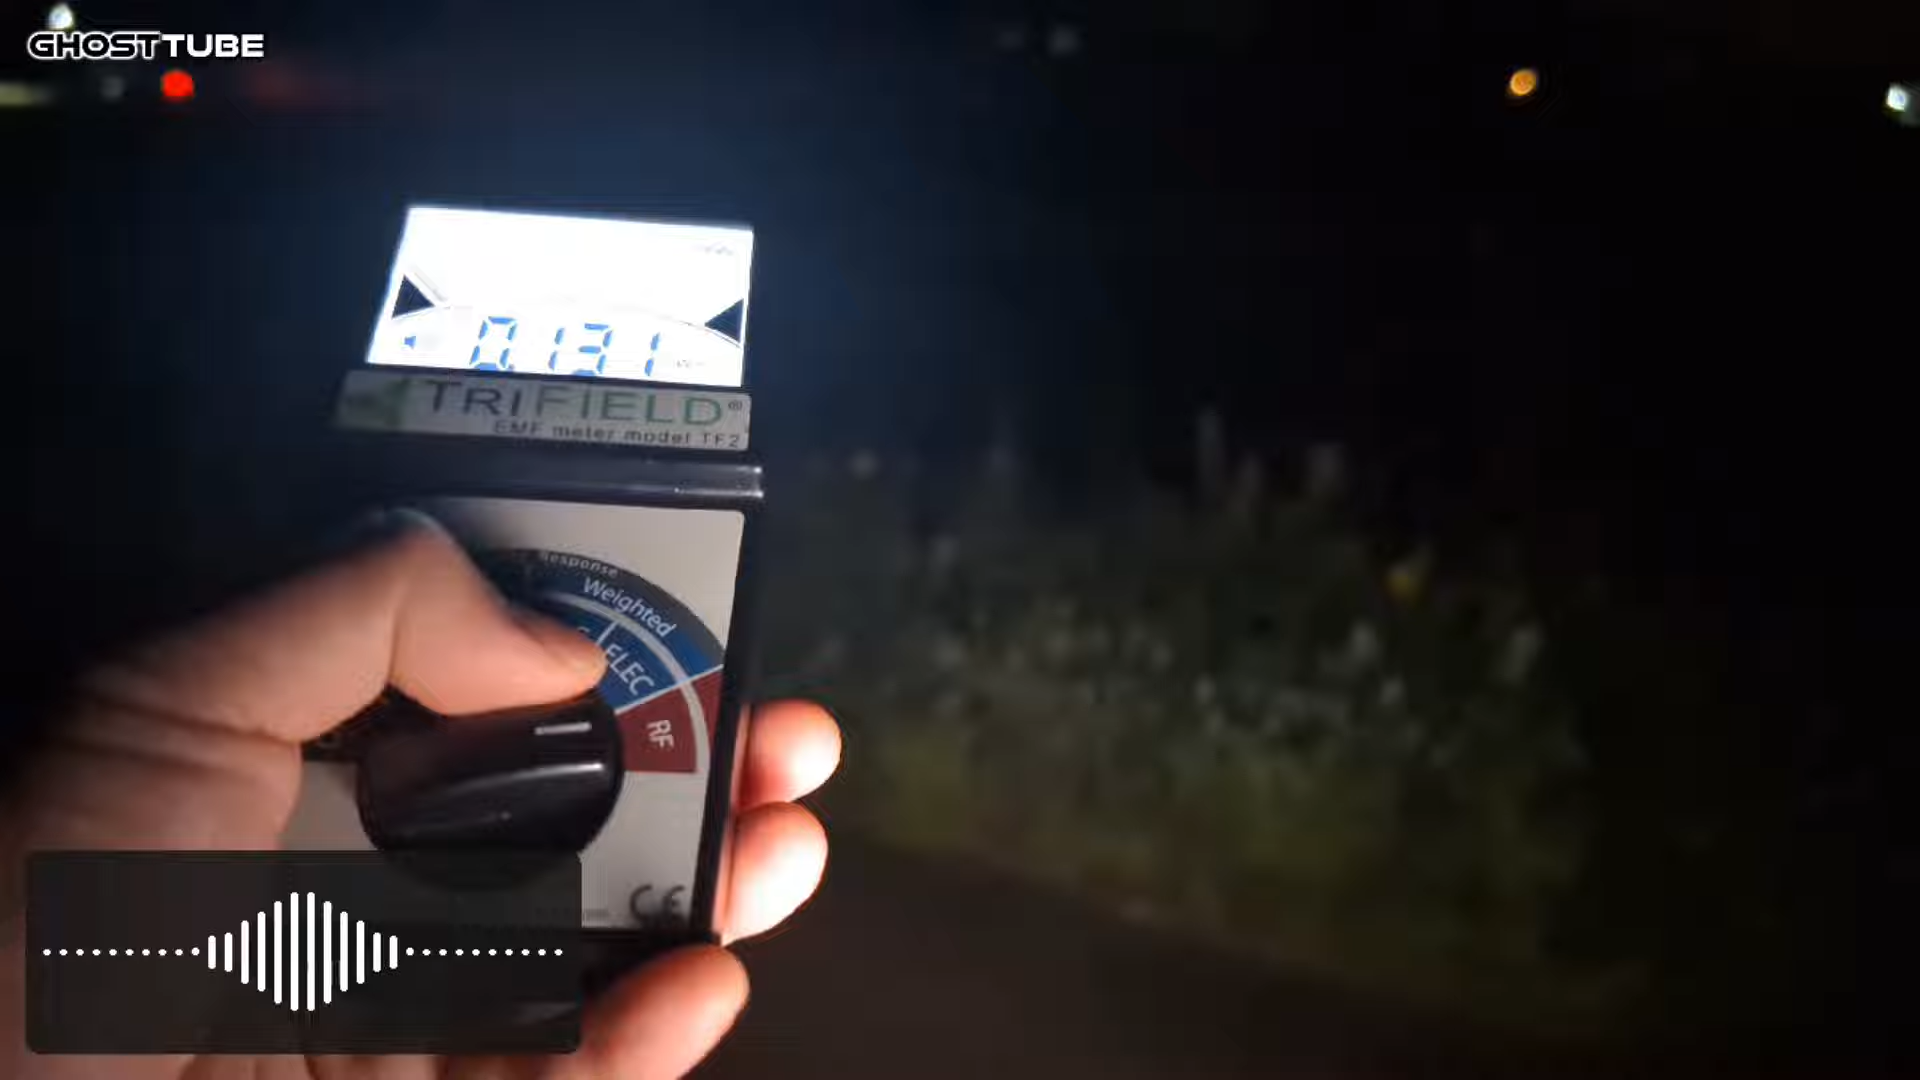 GHOSTTUBE
0.131
TRIFIELD®
EMF meter model TF2
Response
Weighted
ELEC
RF
CE